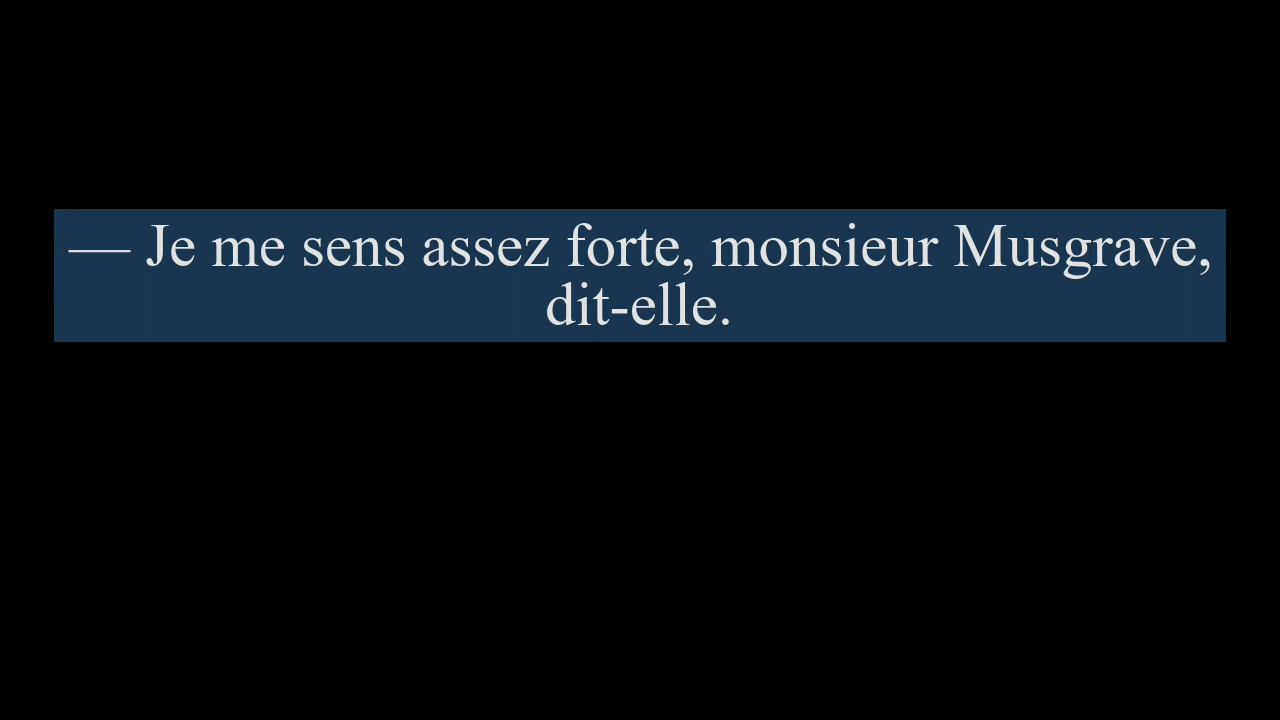 — Je me sens assez forte, monsieur Musgrave,
dit-elle.